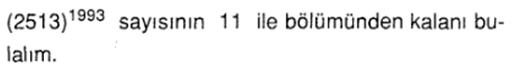 (2513)¹⁹⁹³ sayısının 11 ile bölümünden kalanı bu-
lalım.